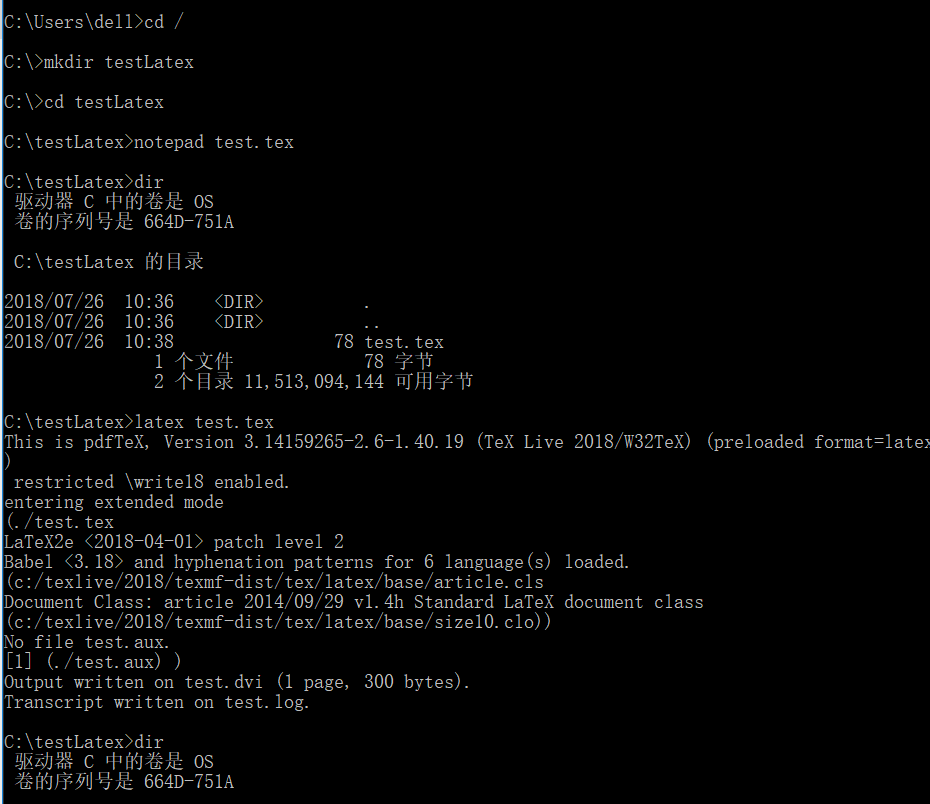 C:\Users\dell>cd /
C:\>mkdir testLatex
C:\>cd testLatex
C:\testLatex>notepad test.tex
C:\testLatex>dir
驱动器 C 中的卷是 OS
卷的序列号是 664D-751A
C:\testLatex 的目录
2018/07/26  10:36    <DIR>          .
2018/07/26  10:36    <DIR>          ..
2018/07/26  10:38                78 test.tex
1 个文件             78 字节
2 个目录 11,513,094,144 可用字节
C:\testLatex>latex test.tex
This is pdfTeX, Version 3.14159265-2.6-1.40.19 (TeX Live 2018/W32TeX) (preloaded format=latex
)
restricted \write18 enabled.
entering extended mode
(./test.tex
LaTeX2e <2018-04-01> patch level 2
Babel <3.18> and hyphenation patterns for 6 language(s) loaded.
(c:/texlive/2018/texmf-dist/tex/latex/base/article.cls
Document Class: article 2014/09/29 v1.4h Standard LaTeX document class
(c:/texlive/2018/texmf-dist/tex/latex/base/size10.clo))
No file test.aux.
[1] (./test.aux) )
Output written on test.dvi (1 page, 300 bytes).
Transcript written on test.log.
C:\testLatex>dir
驱动器 C 中的卷是 OS
卷的序列号是 664D-751A